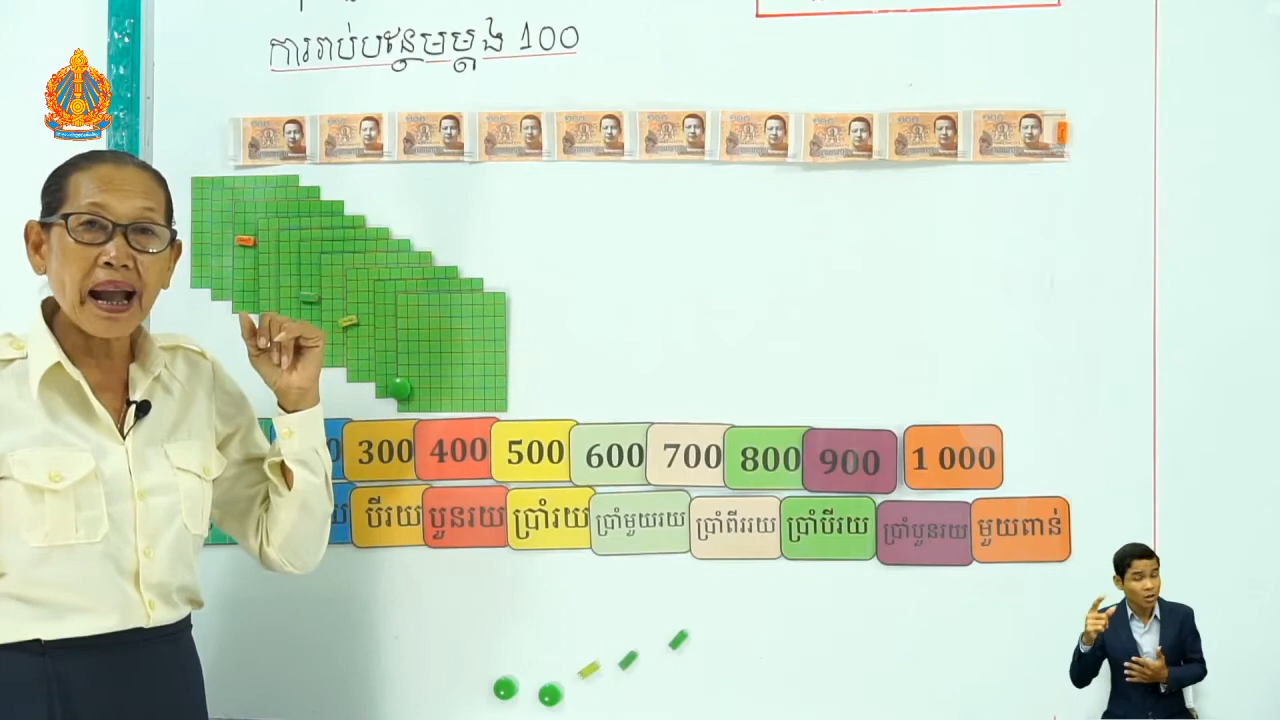 ការរាប់បន្ថែមម្ដង 100
300 400 500 600 700 800 900 1 000
បីរយ បួនរយ ប្រាំរយ ប្រាំមួយរយ ប្រាំពីររយ ប្រាំបីរយ ប្រាំបួនរយ មួយពាន់